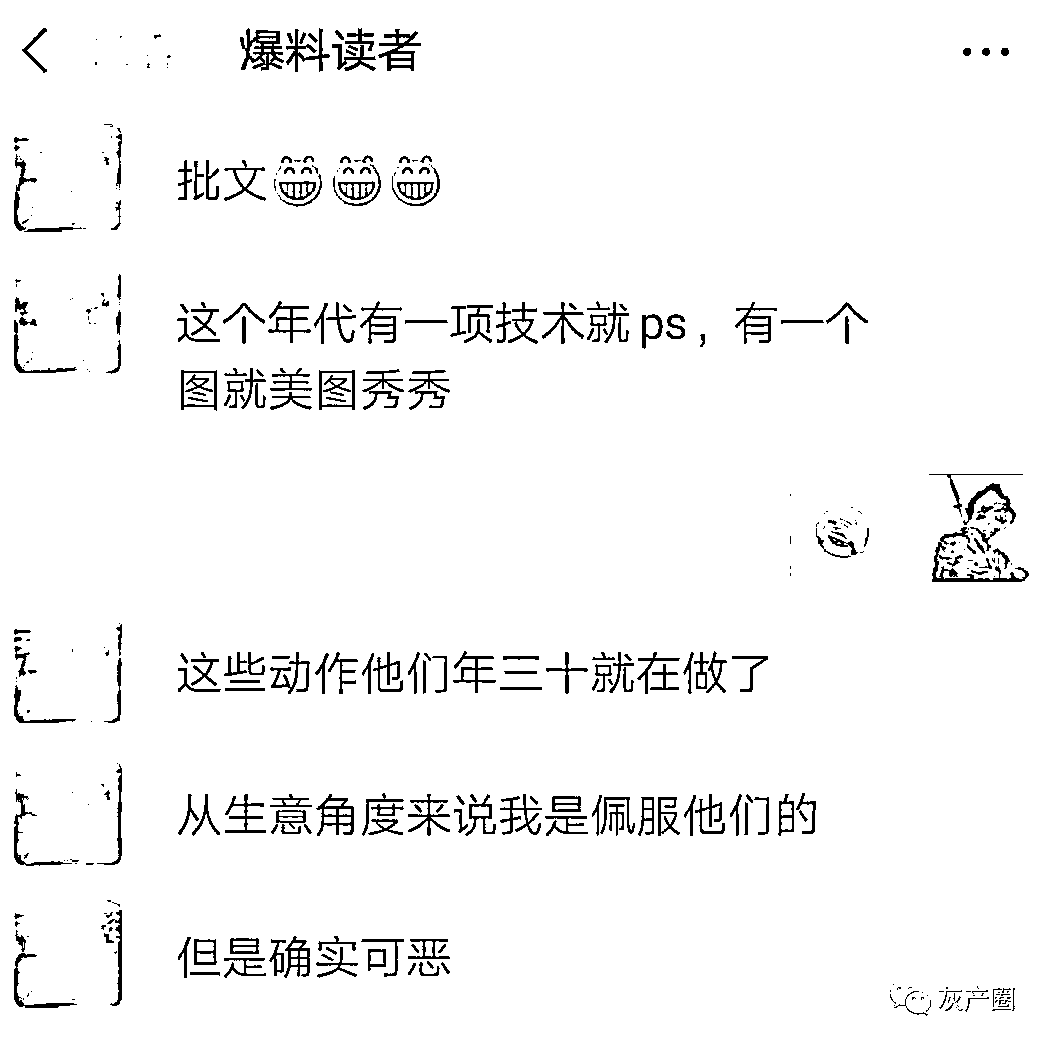 爆料读者
批文😁😁😁
这个年代有一项技术就ps，有一个
图就美图秀秀
这些动作他们年三十就在做了
从生意角度来说我是佩服他们的
但是确实可恶
灰产圈